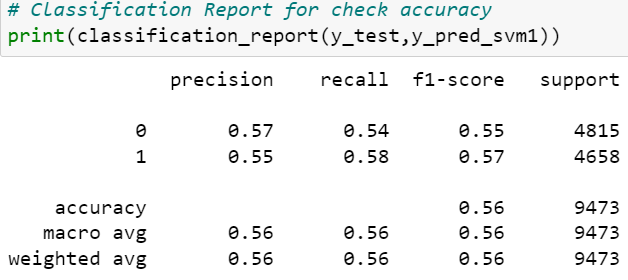 # Classification Report for check accuracy
print(classification_report(y_test,y_pred_svm1))
precision recall f1-score support
0 0.57 0.54 0.55 4815
1 0.55 0.58 0.57 4658
accuracy 0.56 9473
macro avg 0.56 0.56 0.56 9473
weighted avg 0.56 0.56 0.56 9473